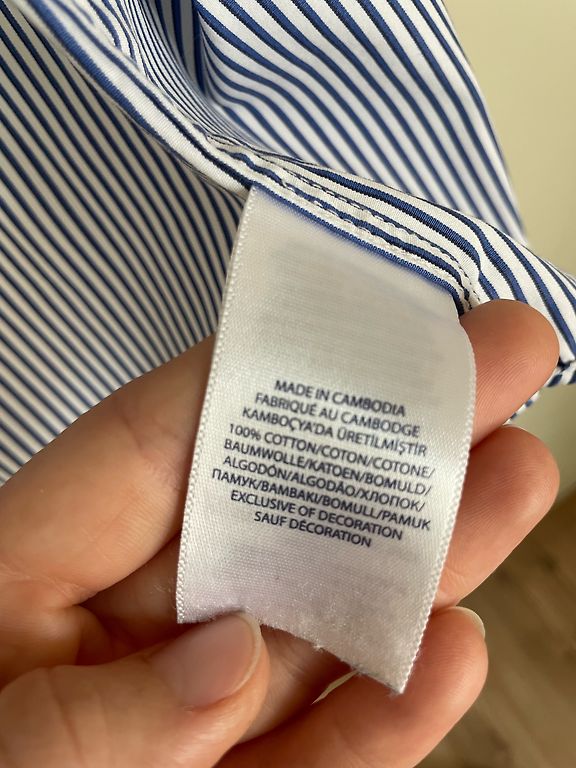 MADE IN CAMBODIA
FABRIQUÉ AU CAMBODGE
KAMBOÇYA'DA ÜRETİLMİŞTİR
100% COTTON/COTON/COTONE/
BAUMWOLLE/KATOEN/BOMULD/
ALGODÓN/ALGODÃO/ХЛОПОК/
ПАМУК/BAMBAKI/BOMULL/PAMUK
EXCLUSIVE OF DECORATION
SAUF DÉCORATION